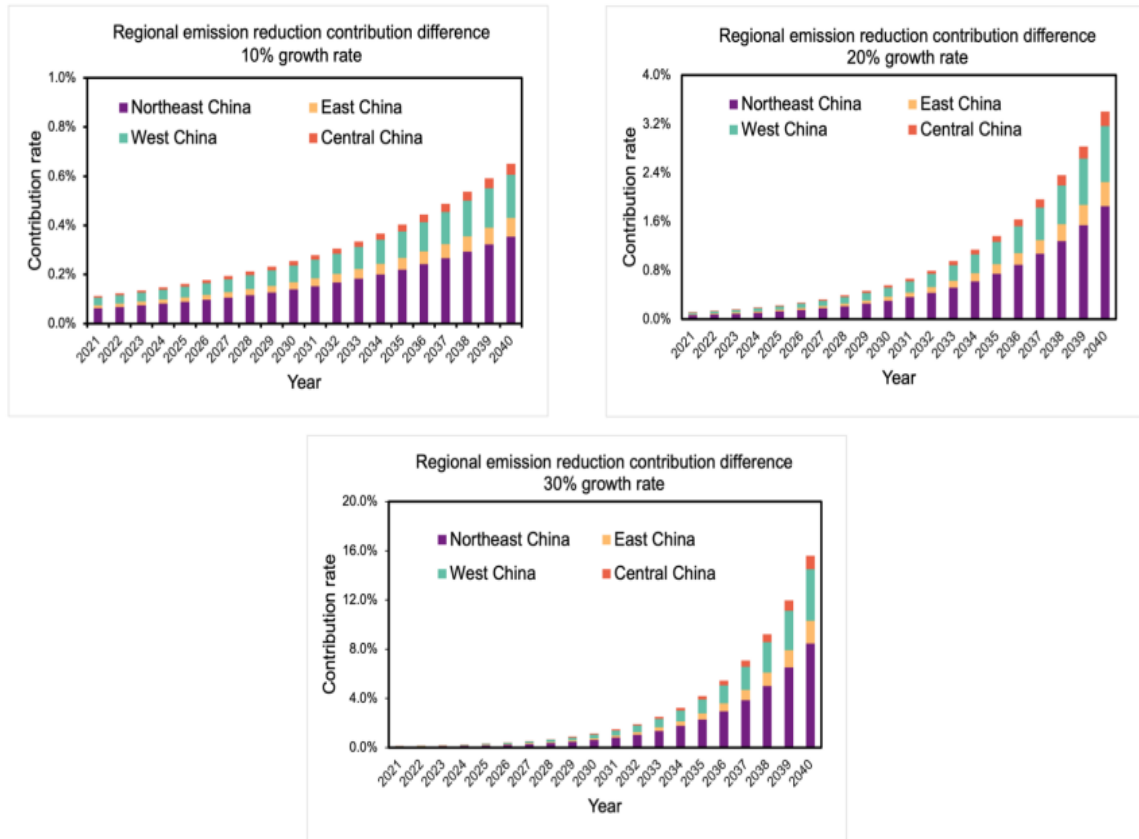 Regional emission reduction contribution difference
10% growth rate
1.0%
0.8%
0.6%
0.4%
0.2%
0.0%
Contribution rate
Northeast China
East China
West China
Central China
2021 2022 2023 2024 2025 2026 2027 2028 2029 2030 2031 2032 2033 2034 2035 2036 2037 2038 2039 2040
Year
Regional emission reduction contribution difference
20% growth rate
4.0%
3.2%
2.4%
1.6%
0.8%
0.0%
Contribution rate
Northeast China
East China
West China
Central China
2021 2022 2023 2024 2025 2026 2027 2028 2029 2030 2031 2032 2033 2034 2035 2036 2037 2038 2039 2040
Year
Regional emission reduction contribution difference
30% growth rate
20.0%
16.0%
12.0%
8.0%
4.0%
0.0%
Contribution rate
Northeast China
East China
West China
Central China
2021 2022 2023 2024 2025 2026 2027 2028 2029 2030 2031 2032 2033 2034 2035 2036 2037 2038 2039 2040
Year